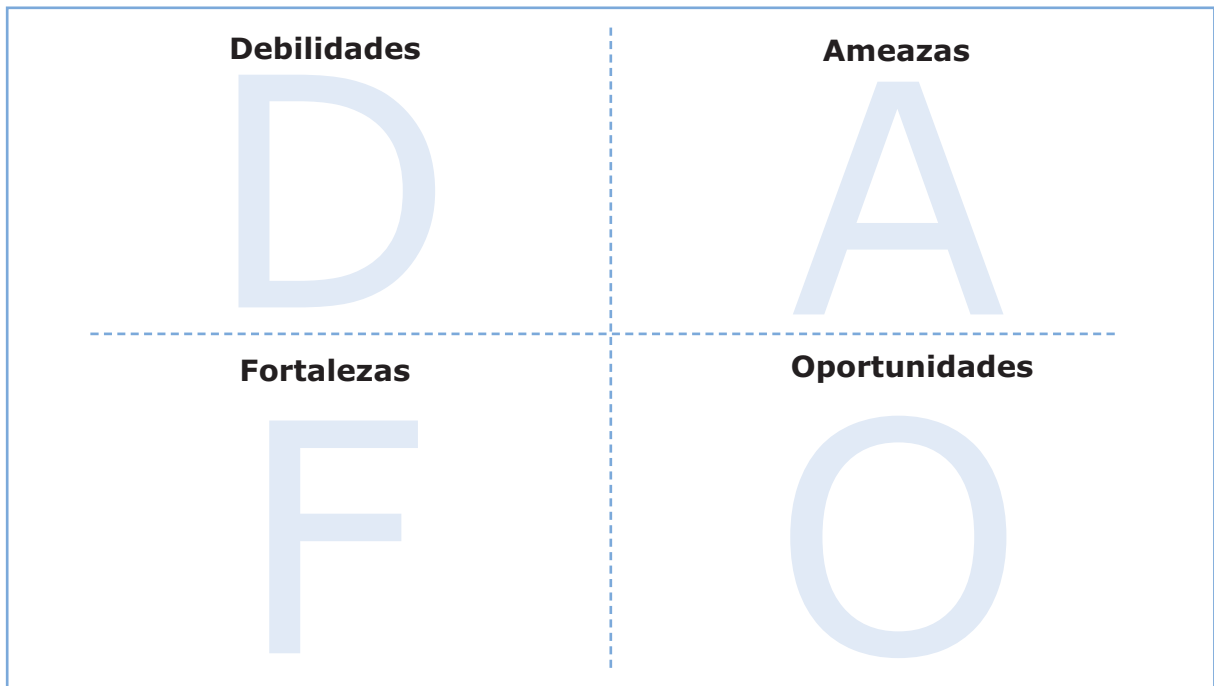 Debilidades
D
Ameazas
A
Fortalezas
F
Oportunidades
O